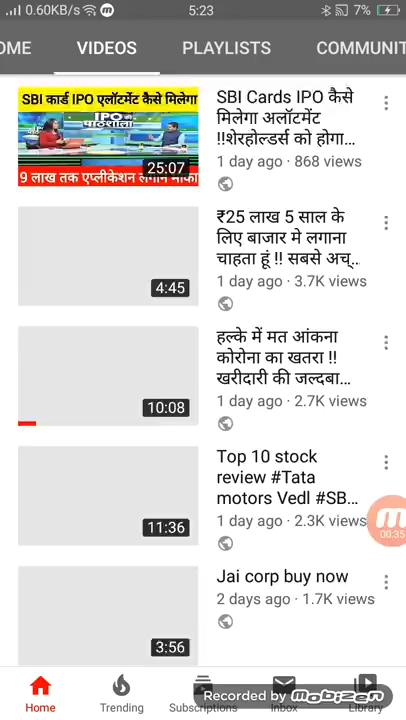 0.60KB/s
5:23
7%
OME
VIDEOS
PLAYLISTS
COMMUNIT
SBI कार्ड IPO एलॉटमेंट कैसे मिलेगा
IPO की
पाठशाला
25:07
9 लाख तक एप्लीकेशन लगाने मौका
SBI Cards IPO कैसे
मिलेगा अलॉटमेंट
!!शेरहोल्डर्स को होगा...
1 day ago · 868 views
4:45
₹25 लाख 5 साल के
लिए बाजार मे लगाना
चाहता हूं !! सबसे अच्...
1 day ago · 3.7K views
10:08
हल्के में मत आंकना
कोरोना का खतरा !!
खरीदारी की जल्दबा...
1 day ago · 2.7K views
11:36
Top 10 stock
review #Tata
motors Vedl #SB...
1 day ago · 2.3K views
00:35
3:56
Jai corp buy now
2 days ago · 1.7K views
Home
Trending
Subscriptions
Inbox
Library
Recorded by mobizen